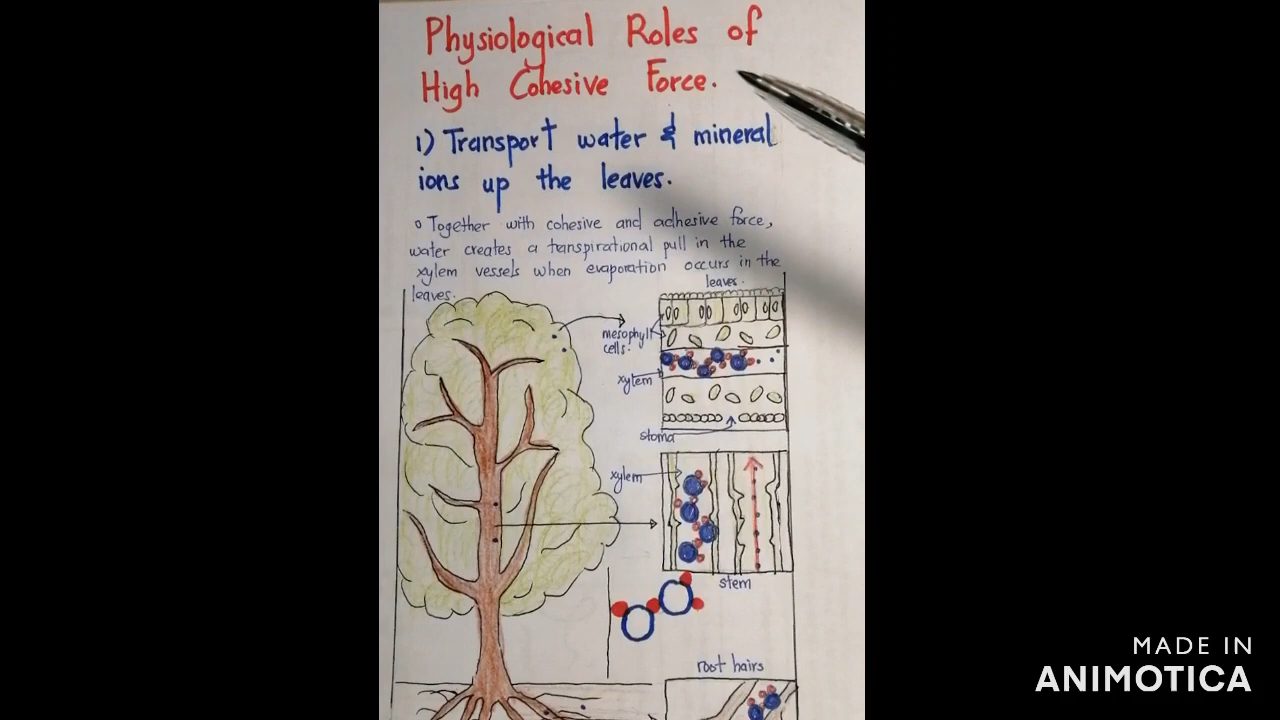 Physiological Roles of
High Cohesive Force.
1) Transport water & mineral
ions up the leaves.
o Together with cohesive and adhesive force,
water creates a transpirational pull in the
xylem vessels when evaporation occurs in the
leaves.
leaves.
mesophyll
cells.
xylem
stoma
xylem
stem
root hairs
MADE IN
ANIMOTICA